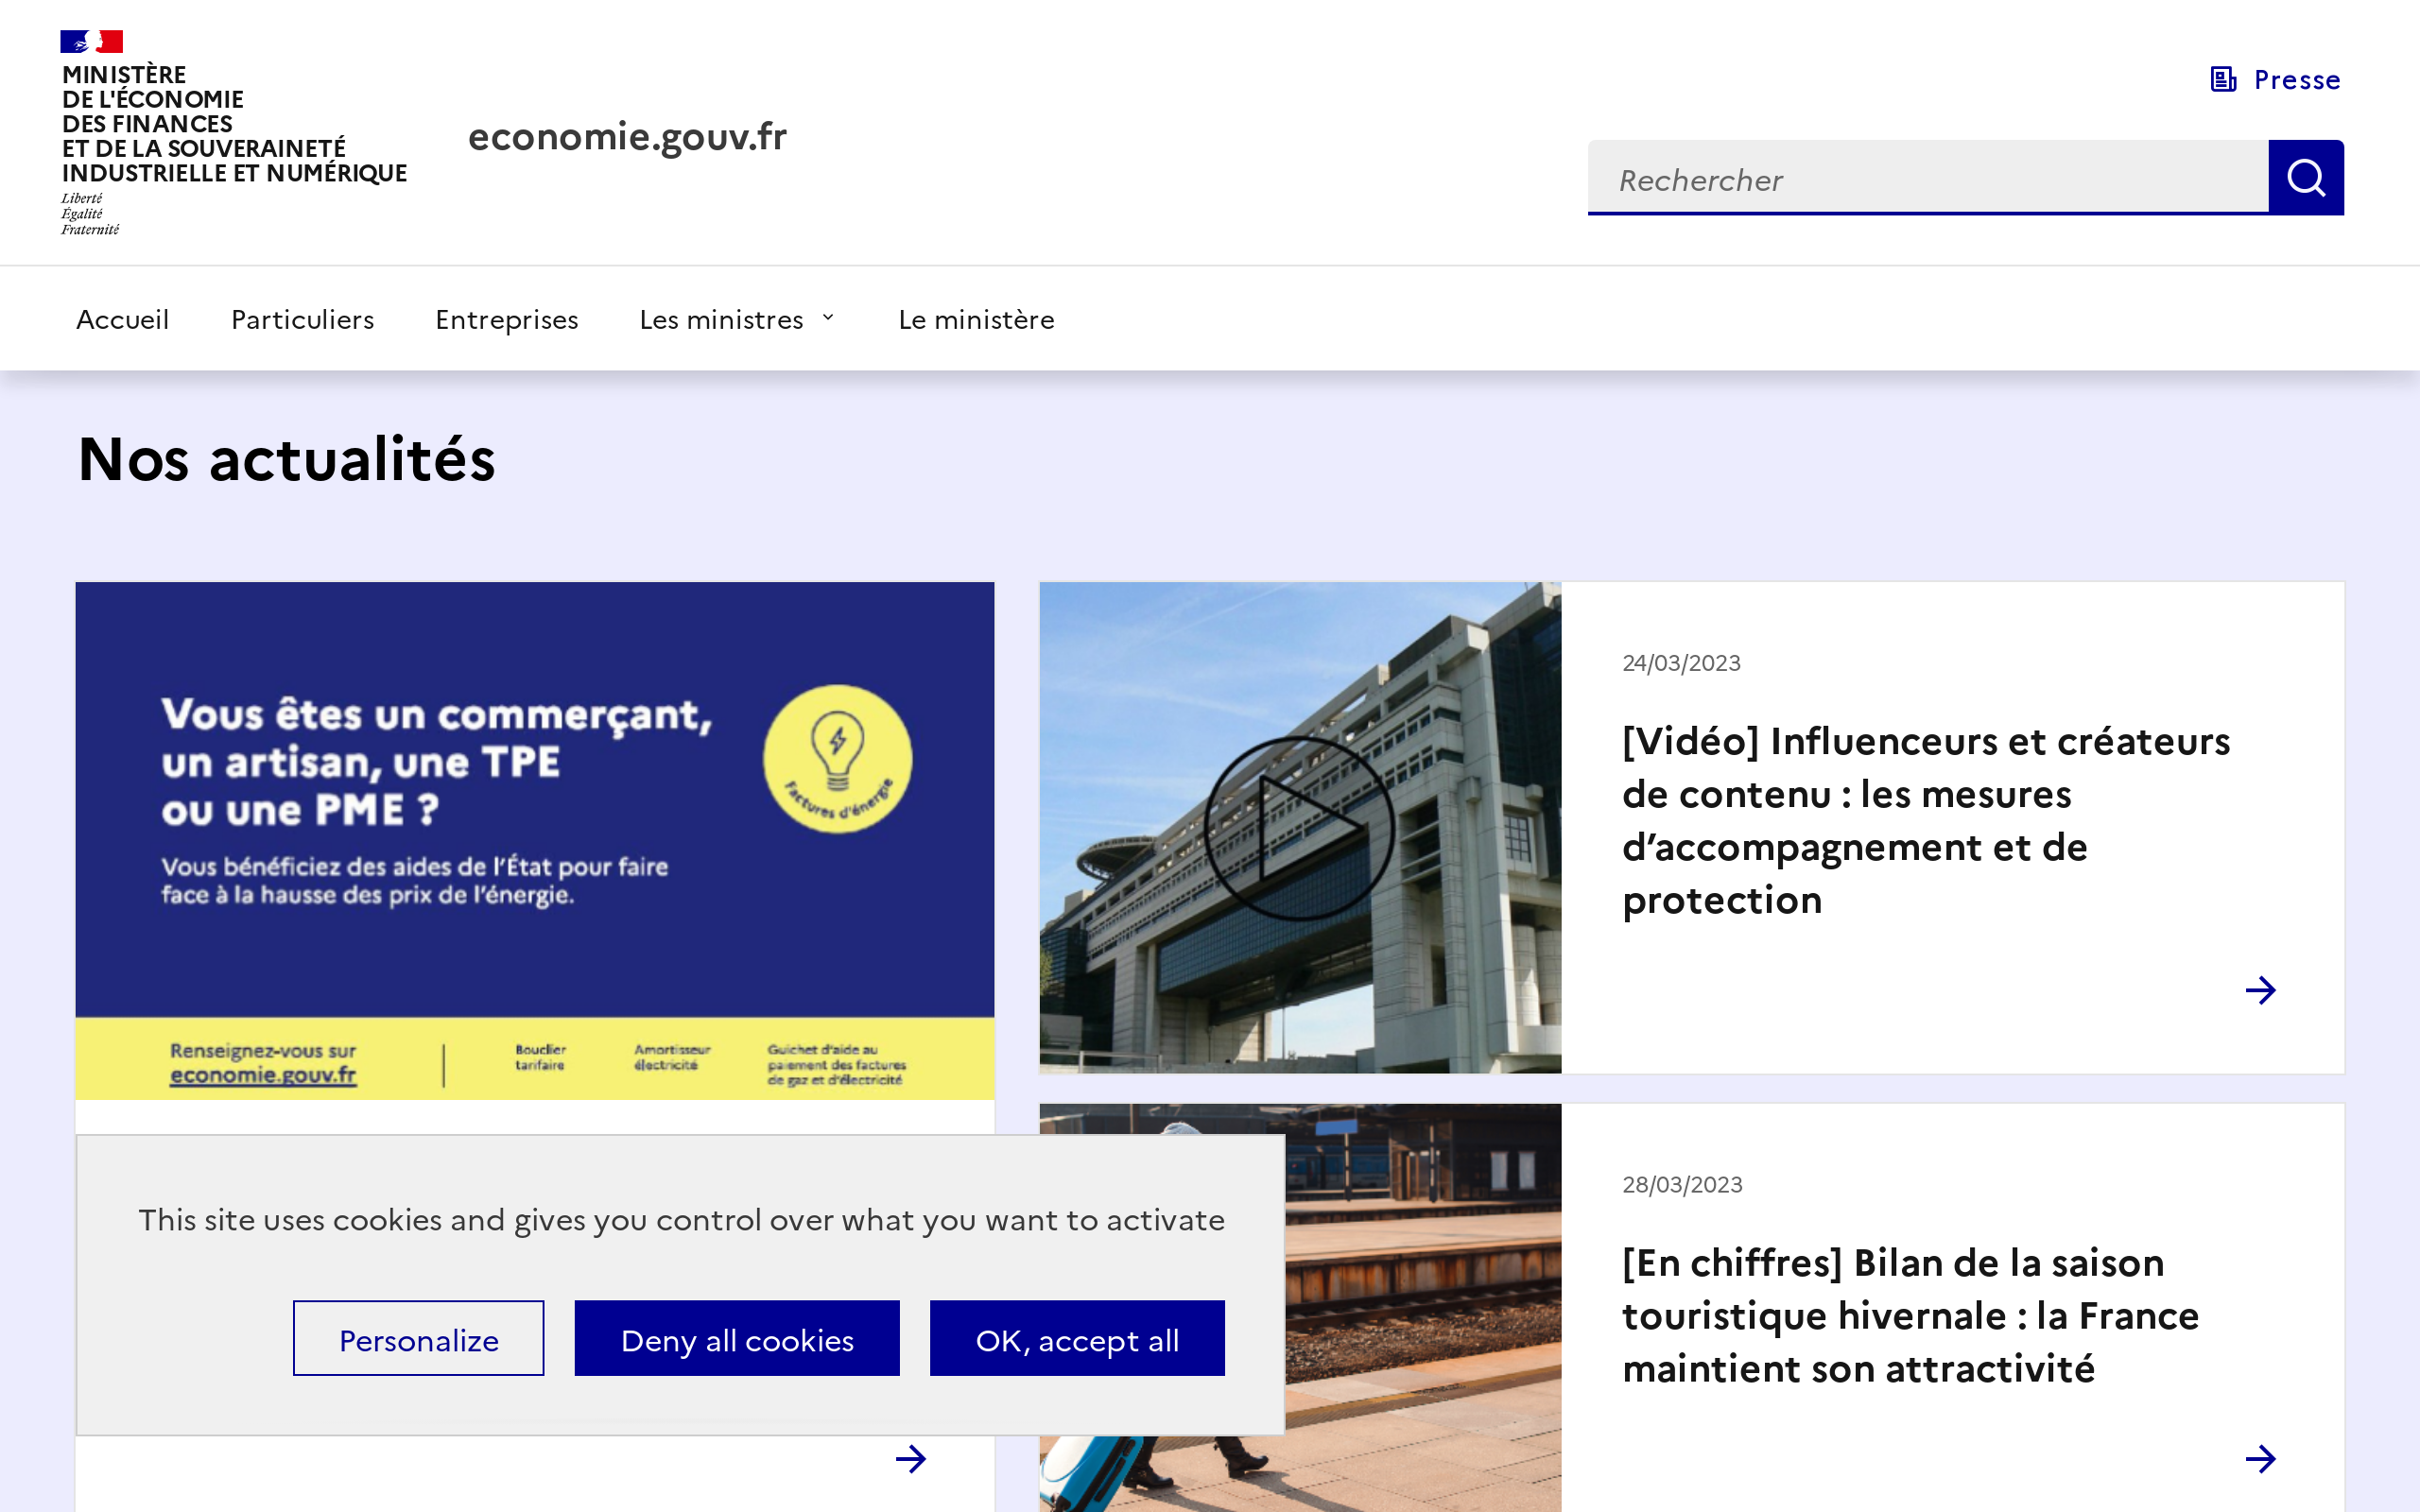 MINISTÈRE
DE L'ÉCONOMIE
DES FINANCES
ET DE LA SOUVERAINETÉ
INDUSTRIELLE ET NUMÉRIQUE
Liberté
Égalité
Fraternité
economie.gouv.fr
Presse
Rechercher
Accueil
Particuliers
Entreprises
Les ministres
Le ministère
Nos actualités
Vous êtes un commerçant,
un artisan, une TPE
ou une PME ?
Vous bénéficiez des aides de l'État pour faire
face à la hausse des prix de l'énergie.
Factures d'énergie
Renseignez-vous sur
economie.gouv.fr
Bouclier
tarifaire
Amortisseur
électricité
Guichet d'aide au
paiement des factures
de gaz et d'électricité
24/03/2023
[Vidéo] Influenceurs et créateurs
de contenu : les mesures
d’accompagnement et de
protection
28/03/2023
[En chiffres] Bilan de la saison
touristique hivernale : la France
maintient son attractivité
This site uses cookies and gives you control over what you want to activate
Personalize
Deny all cookies
OK, accept all